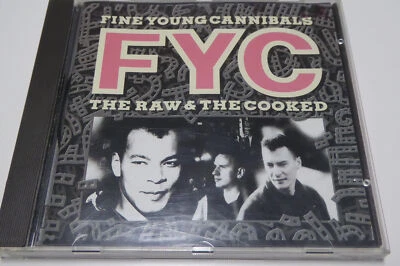 FINE YOUNG CANNIBALS
FYC
THE RAW & THE COOKED